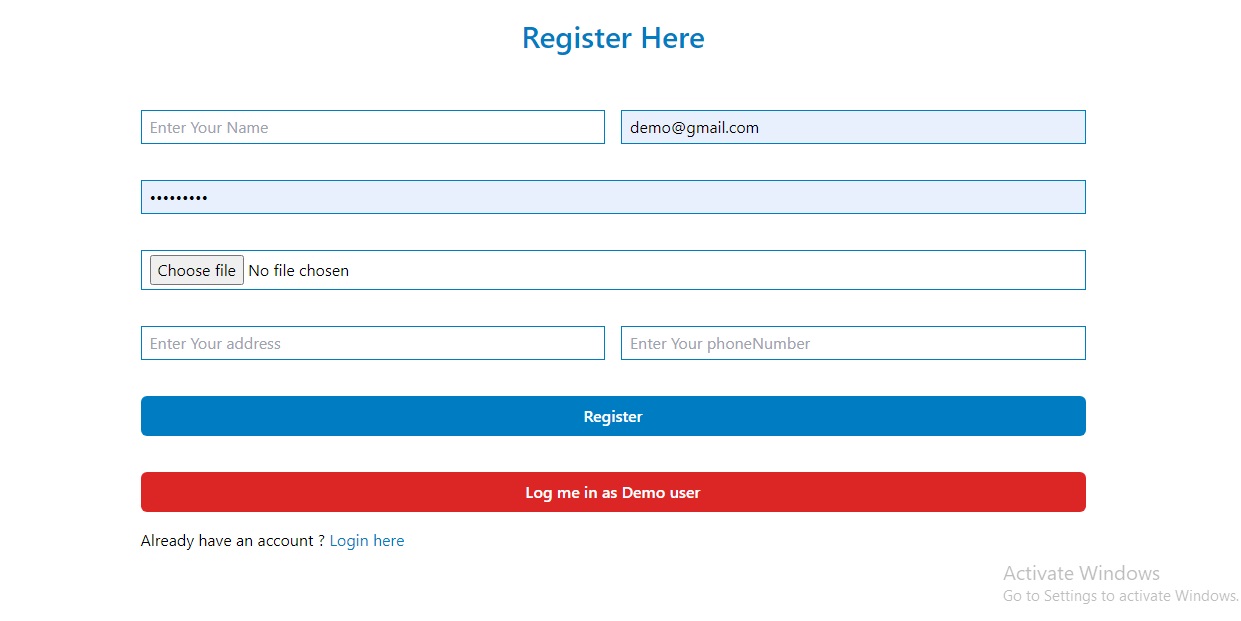 Register Here
Enter Your Name
demo@gmail.com
•••••••••
Choose file No file chosen
Enter Your address
Enter Your phoneNumber
Register
Log me in as Demo user
Already have an account ? Login here
Activate Windows
Go to Settings to activate Windows.